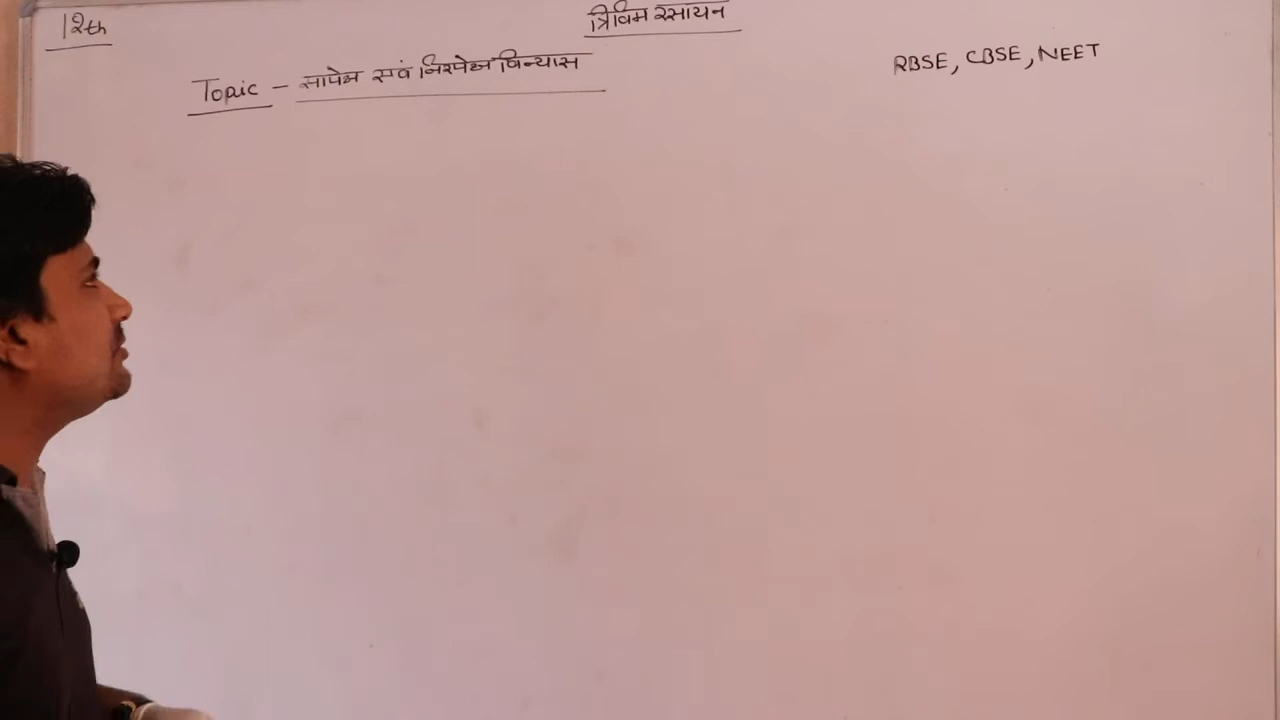 12th
त्रिविम रसायन
RBSE, CBSE, NEET
Topic - सापेक्ष एवं निरपेक्ष विन्यास